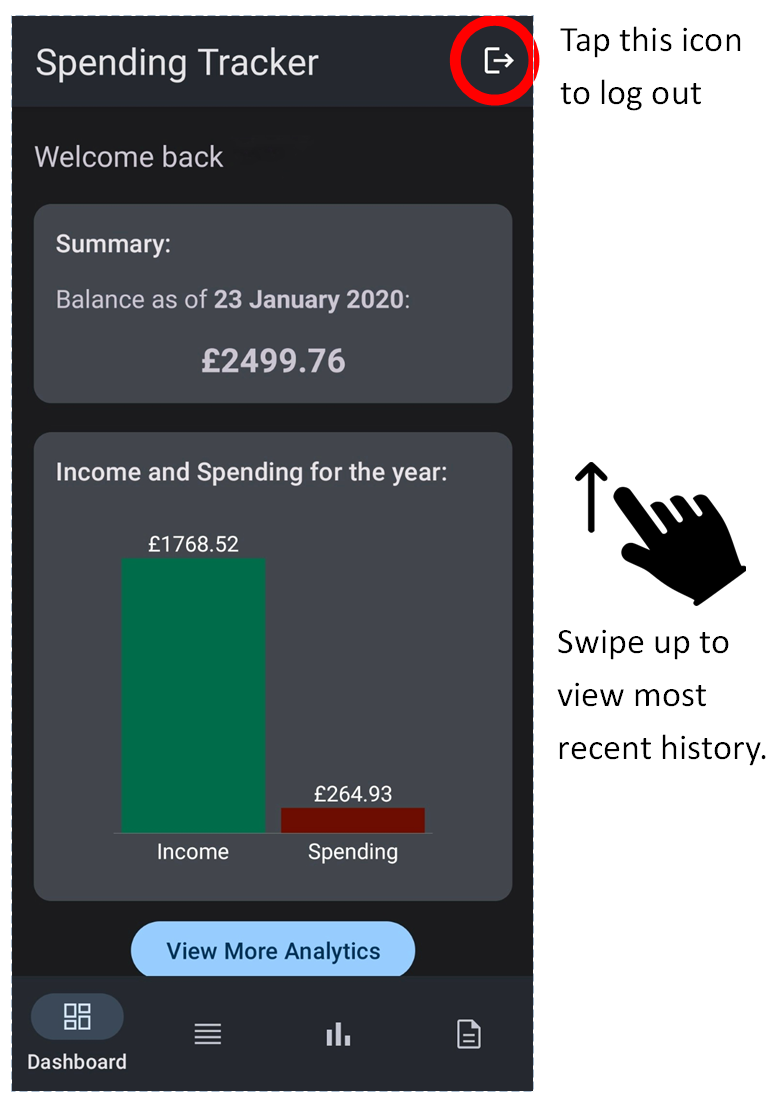 Spending Tracker
Tap this icon
to log out
Welcome back
Summary:
Balance as of 23 January 2020:
£2499.76
Income and Spending for the year:
£1768.52
£264.93
Income
Spending
Swipe up to
view most
recent history.
View More Analytics
Dashboard